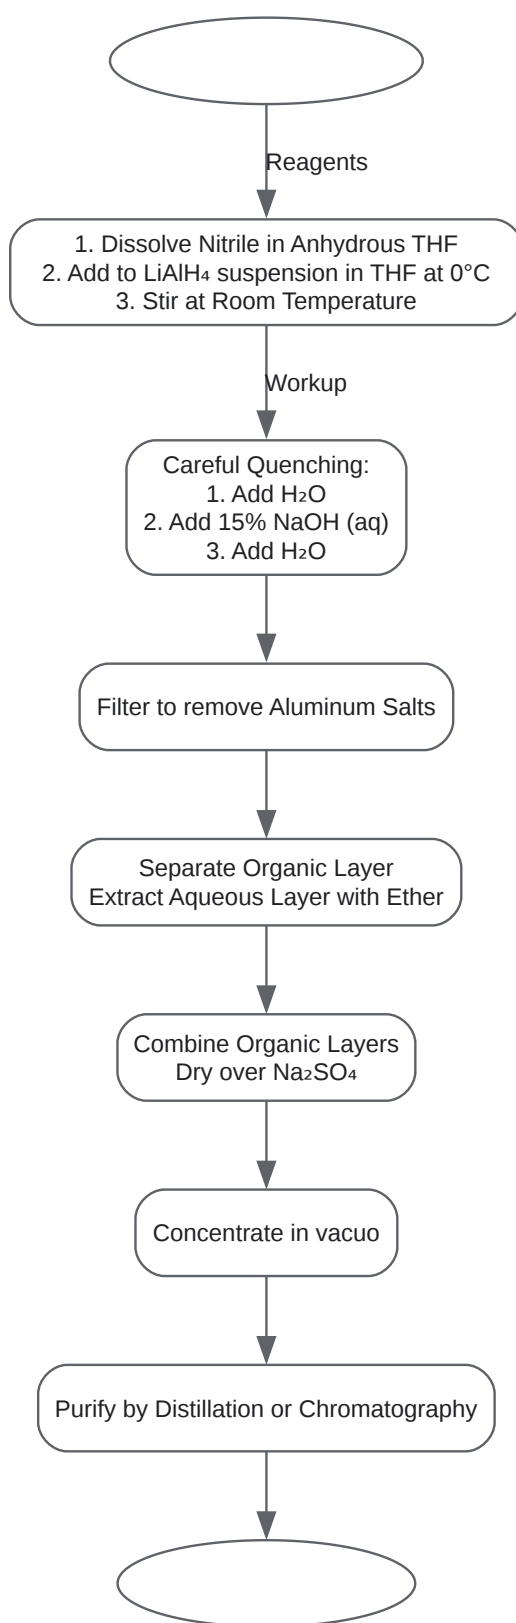 Reagents
1. Dissolve Nitrile in Anhydrous THF
2. Add to LiAlH₄ suspension in THF at 0°C
3. Stir at Room Temperature
Workup
Careful Quenching:
1. Add H₂O
2. Add 15% NaOH (aq)
3. Add H₂O
Filter to remove Aluminum Salts
Separate Organic Layer
Extract Aqueous Layer with Ether
Combine Organic Layers
Dry over Na₂SO₄
Concentrate in vacuo
Purify by Distillation or Chromatography